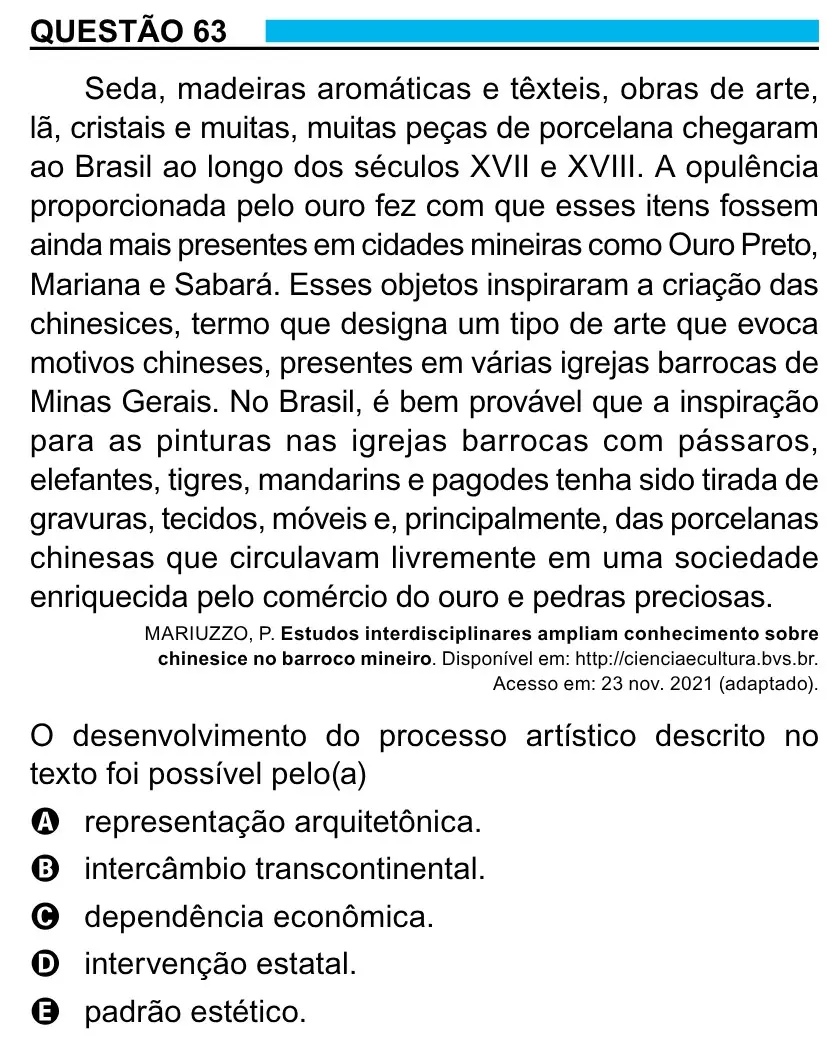 QUESTÃO 63
Seda, madeiras aromáticas e têxteis, obras de arte,
lã, cristais e muitas, muitas peças de porcelana chegaram
ao Brasil ao longo dos séculos XVII e XVIII. A opulência
proporcionada pelo ouro fez com que esses itens fossem
ainda mais presentes em cidades mineiras como Ouro Preto,
Mariana e Sabará. Esses objetos inspiraram a criação das
chinesices, termo que designa um tipo de arte que evoca
motivos chineses, presentes em várias igrejas barrocas de
Minas Gerais. No Brasil, é bem provável que a inspiração
para as pinturas nas igrejas barrocas com pássaros,
elefantes, tigres, mandarins e pagodes tenha sido tirada de
gravuras, tecidos, móveis e, principalmente, das porcelanas
chinesas que circulavam livremente em uma sociedade
enriquecida pelo comércio do ouro e pedras preciosas.
MARIUZZO, P. Estudos interdisciplinares ampliam conhecimento sobre
chinesice no barroco mineiro. Disponível em: http://cienciaecultura.bvs.br.
Acesso em: 23 nov. 2021 (adaptado).
O desenvolvimento do processo artístico descrito no
texto foi possível pelo(a)
A representação arquitetônica.
B intercâmbio transcontinental.
C dependência econômica.
D intervenção estatal.
E padrão estético.